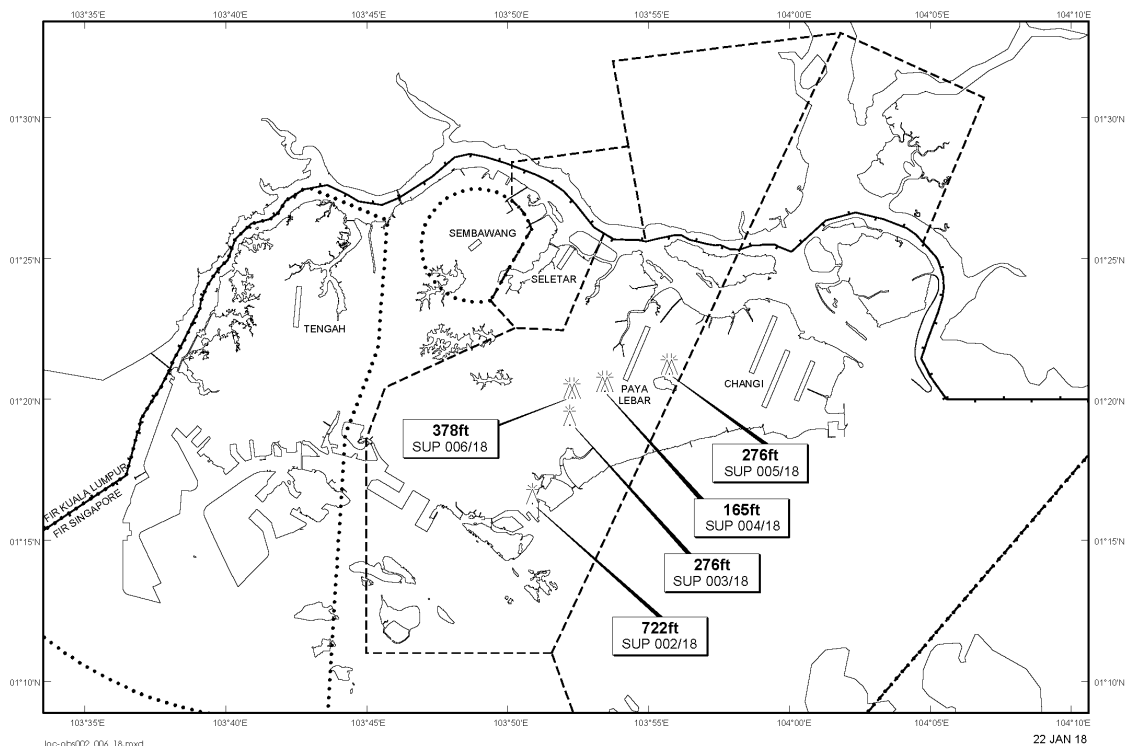 103°35'E
103°40'E
103°45'E
103°50'E
103°55'E
104°00'E
104°05'E
104°10'E
01°30'N
01°30'N
SEMBAWANG
01°25'N
01°25'N
SELETAR
TENGAH
PAYA
LEBAR
CHANGI
01°20'N
01°20'N
378ft
SUP 006/18
276ft
SUP 005/18
FIR KUALA LUMPUR
FIR SINGAPORE
165ft
SUP 004/18
01°15'N
01°15'N
276ft
SUP 003/18
722ft
SUP 002/18
01°10'N
01°10'N
103°35'E
103°40'E
103°45'E
103°50'E
103°55'E
104°00'E
104°05'E
104°10'E
loc-obs002_006_18.mxd
22 JAN 18